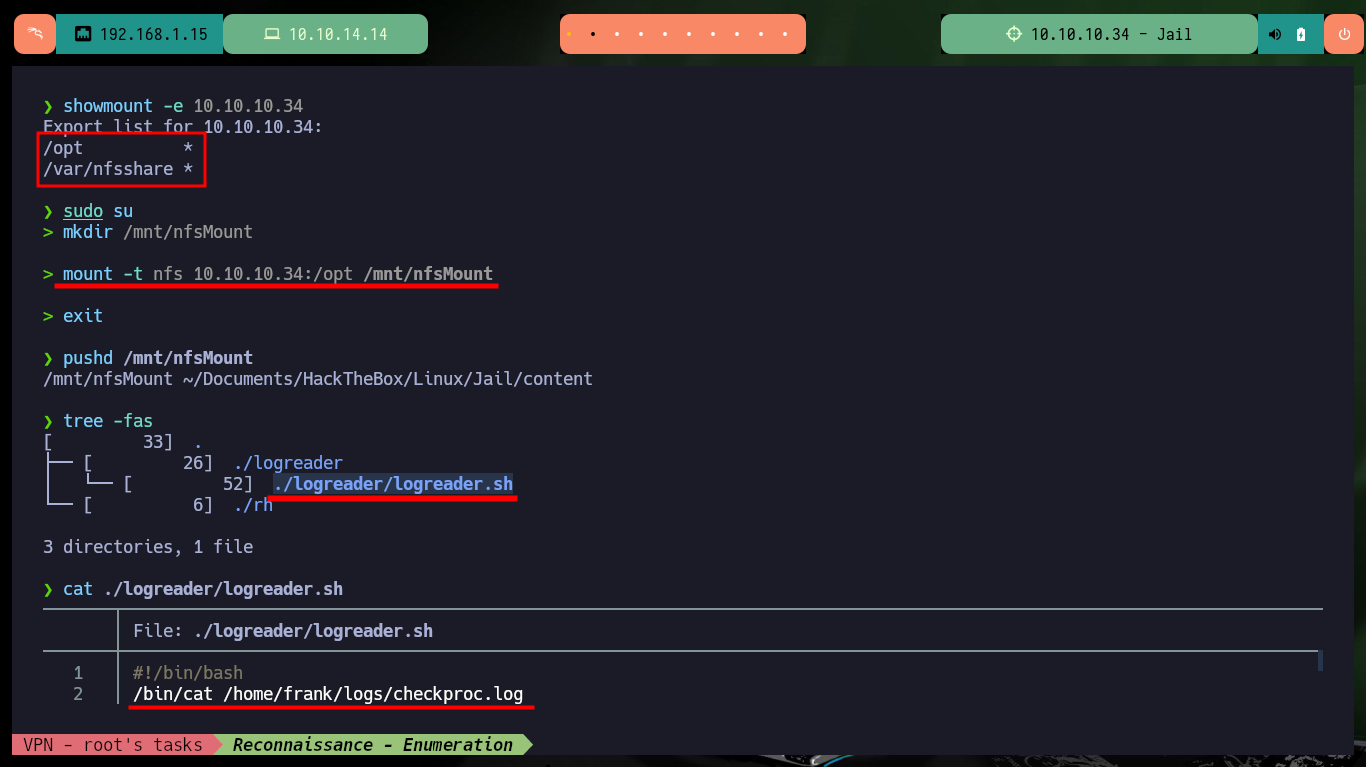 192.168.1.15 10.10.14.14 10.10.10.34 - Jail
❯ showmount -e 10.10.10.34
Export list for 10.10.10.34:
/opt *
/var/nfsshare *
❯ sudo su
> mkdir /mnt/nfsMount
> mount -t nfs 10.10.10.34:/opt /mnt/nfsMount
> exit
❯ pushd /mnt/nfsMount
/mnt/nfsMount ~/Documents/HackTheBox/Linux/Jail/content
❯ tree -fas
[ 33] .
├── [ 26] ./logreader
│ └── [ 52] ./logreader/logreader.sh
└── [ 6] ./rh
3 directories, 1 file
❯ cat ./logreader/logreader.sh
File: ./logreader/logreader.sh
1 #!/bin/bash
2 /bin/cat /home/frank/logs/checkproc.log
VPN - root's tasks Reconnaissance - Enumeration